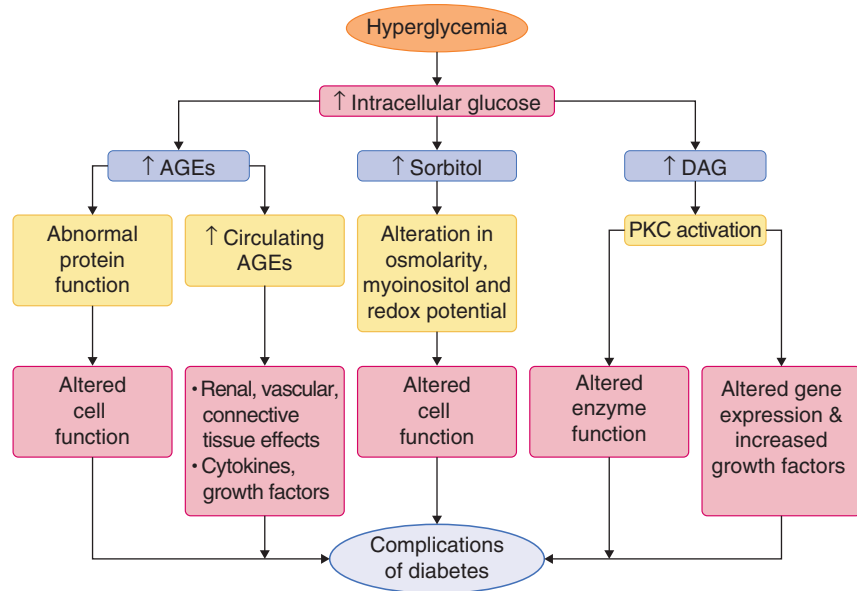 Hyperglycemia
↑ Intracellular glucose
↑ AGEs
↑ Sorbitol
↑ DAG
Abnormal
protein
function
↑ Circulating
AGEs
Alteration in
osmolarity,
myoinositol and
redox potential
PKC activation
Altered
cell
function
• Renal, vascular,
connective
tissue effects
• Cytokines,
growth factors
Altered
cell
function
Altered
enzyme
function
Altered gene
expression &
increased
growth factors
Complications
of diabetes